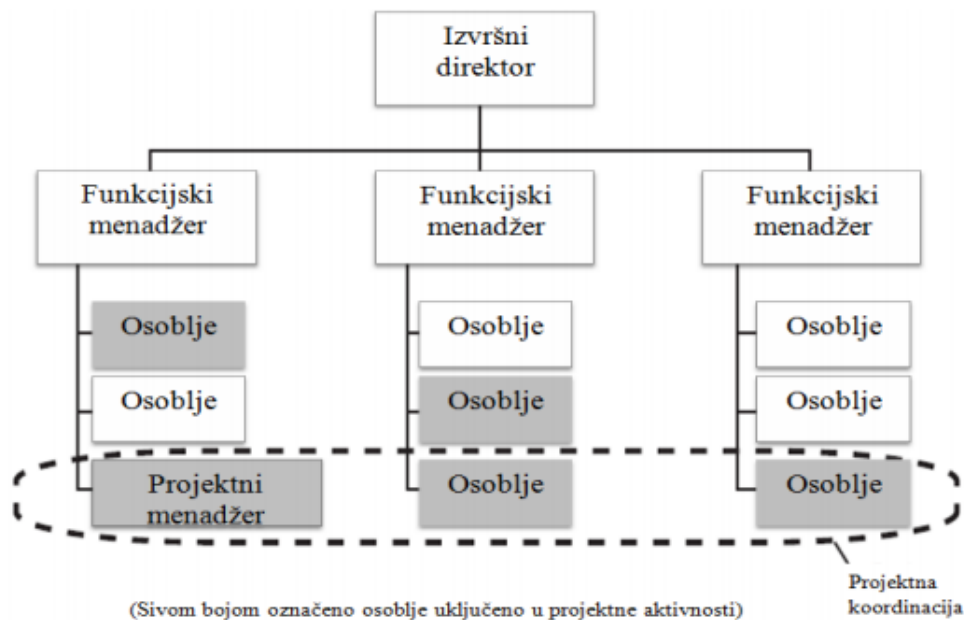 Izvršni
direktor
Funkcijski
menadžer
Funkcijski
menadžer
Funkcijski
menadžer
Osoblje
Osoblje
Osoblje
Osoblje
Osoblje
Osoblje
Projektni
menadžer
Osoblje
Osoblje
Projektna
koordinacija
(Sivom bojom označeno osoblje uključeno u projektne aktivnosti)